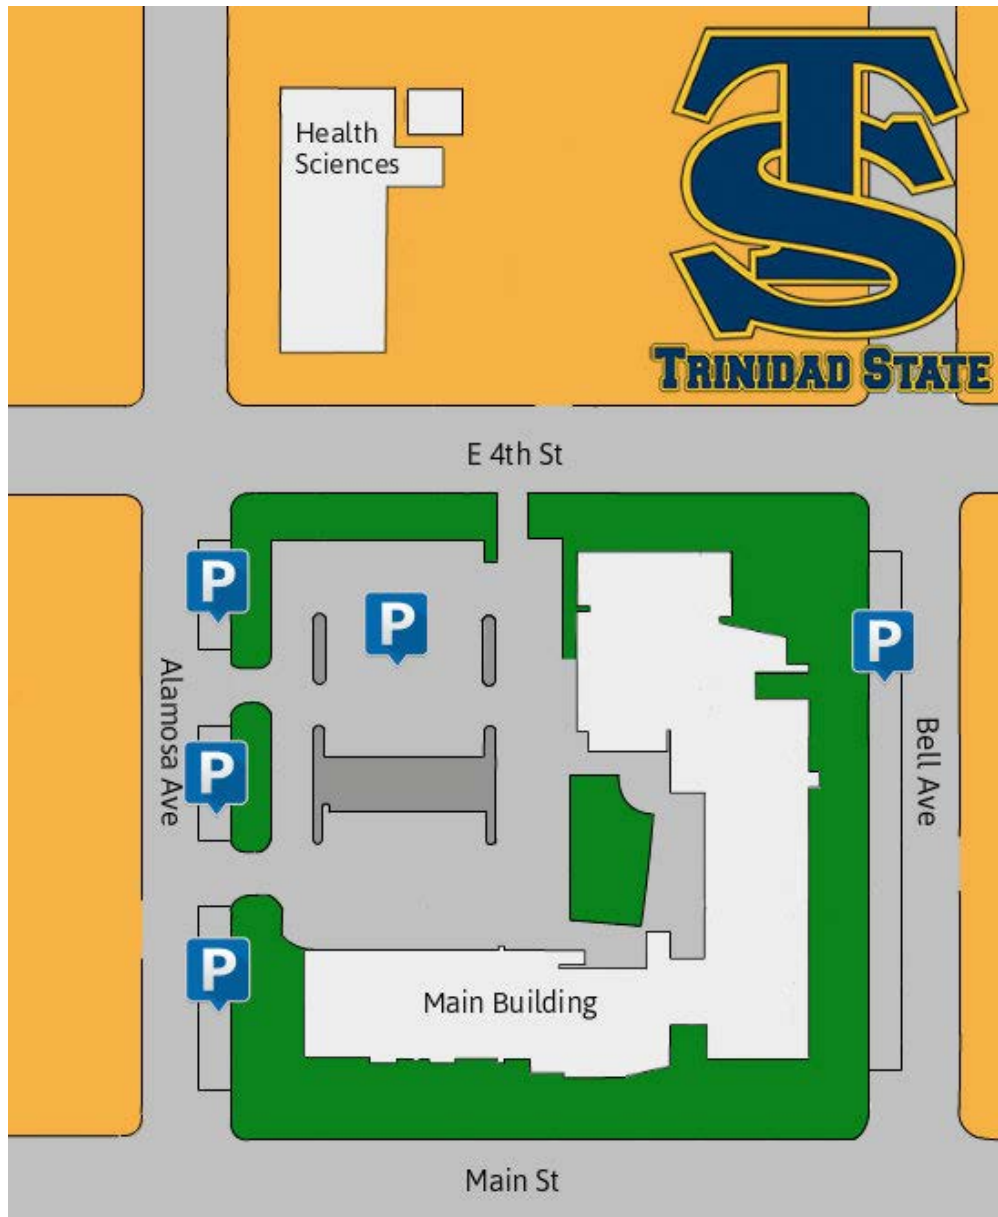 Health
Sciences
TS
TRINIDAD STATE
E 4th St
P
P
P
Alamosa Ave
P
Bell Ave
P
Main Building
Main St